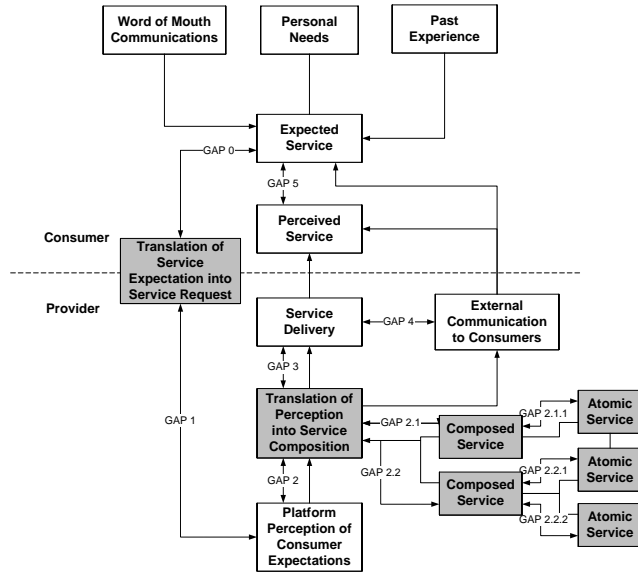 Word of Mouth
Communications
Personal
Needs
Past
Experience
Expected
Service
GAP 0
GAP 5
Perceived
Service
Consumer
Translation of
Service
Expectation into
Service Request
Provider
Service
Delivery
GAP 4
External
Communication
to Consumers
GAP 3
Translation of
Perception
into Service
Composition
GAP 1
GAP 2.1
Composed
Service
GAP 2.1.1
Atomic
Service
GAP 2.2
GAP 2
Composed
Service
GAP 2.2.1
Atomic
Service
GAP 2.2.2
Atomic
Service
Platform
Perception of
Consumer
Expectations